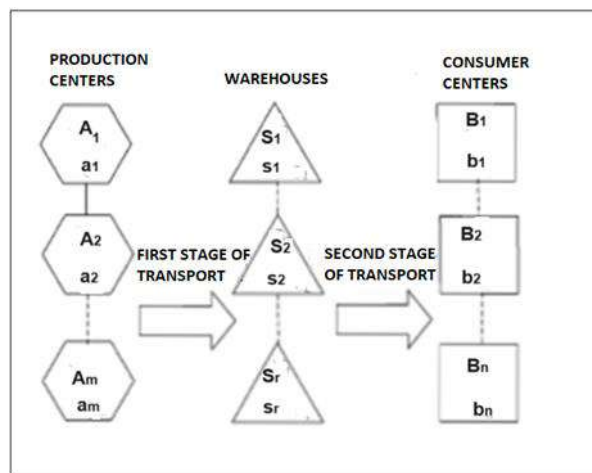 PRODUCTION
CENTERS
WAREHOUSES
CONSUMER
CENTERS
A1
a1
S1
s1
B1
b1
A2
a2
FIRST STAGE OF
TRANSPORT
S2
s2
SECOND STAGE
OF TRANSPORT
B2
b2
Am
am
Sr
sr
Bn
bn